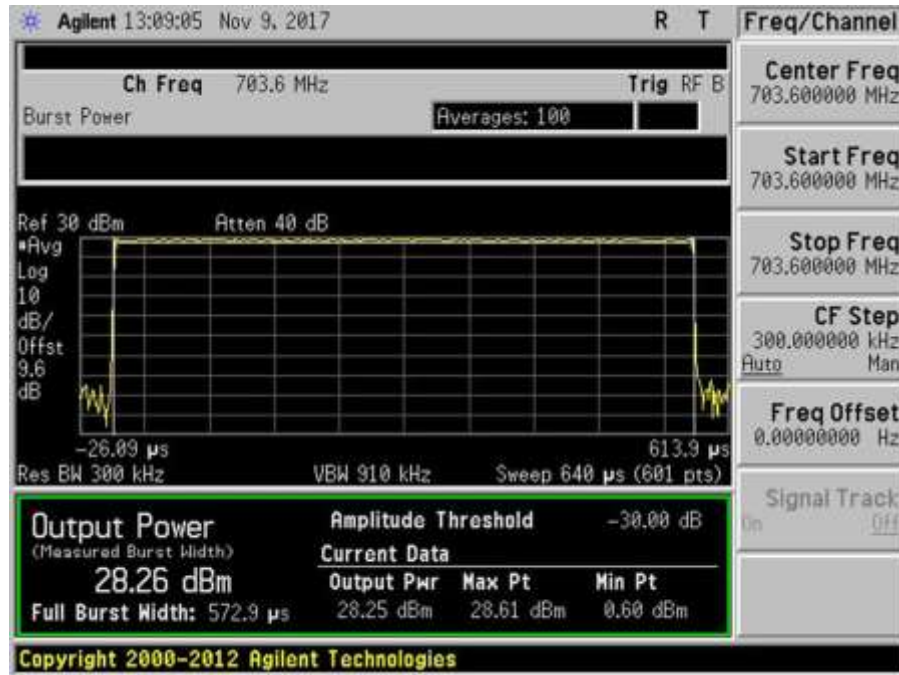 Agilent 13:09:05 Nov 9, 2017 R T Freq/Channel
Ch Freq 703.6 MHz Trig RF B
Burst Power Averages: 100
Center Freq
703.600000 MHz
Start Freq
703.600000 MHz
Stop Freq
703.600000 MHz
CF Step
300.000000 kHz
Auto Man
Freq Offset
0.00000000 Hz
Signal Track
On Off
Ref 30 dBm Atten 40 dB
*Avg
Log
10
dB/
Offst
9.6
dB
-26.09 µs 613.9 µs
Res BW 300 kHz VBW 910 kHz Sweep 640 µs (601 pts)
Output Power
(Measured Burst Width)
28.26 dBm
Full Burst Width: 572.9 µs
Amplitude Threshold -30.00 dB
Current Data
Output Pwr Max Pt Min Pt
28.25 dBm 28.61 dBm 0.60 dBm
Copyright 2000-2012 Agilent Technologies